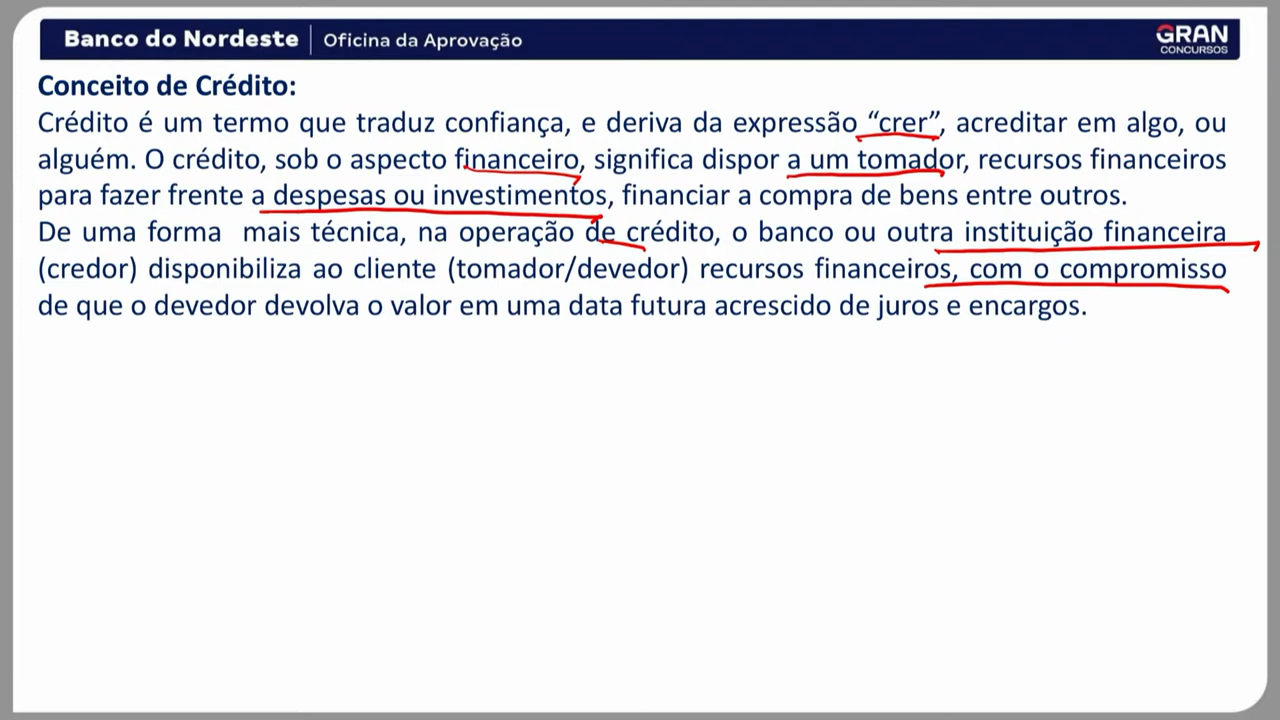 Banco do Nordeste | Oficina da Aprovação
GRAN
CONCURSOS
Conceito de Crédito:
Crédito é um termo que traduz confiança, e deriva da expressão “crer”, acreditar em algo, ou
alguém. O crédito, sob o aspecto financeiro, significa dispor a um tomador, recursos financeiros
para fazer frente a despesas ou investimentos, financiar a compra de bens entre outros.
De uma forma mais técnica, na operação de crédito, o banco ou outra instituição financeira
(credor) disponibiliza ao cliente (tomador/devedor) recursos financeiros, com o compromisso
de que o devedor devolva o valor em uma data futura acrescido de juros e encargos.